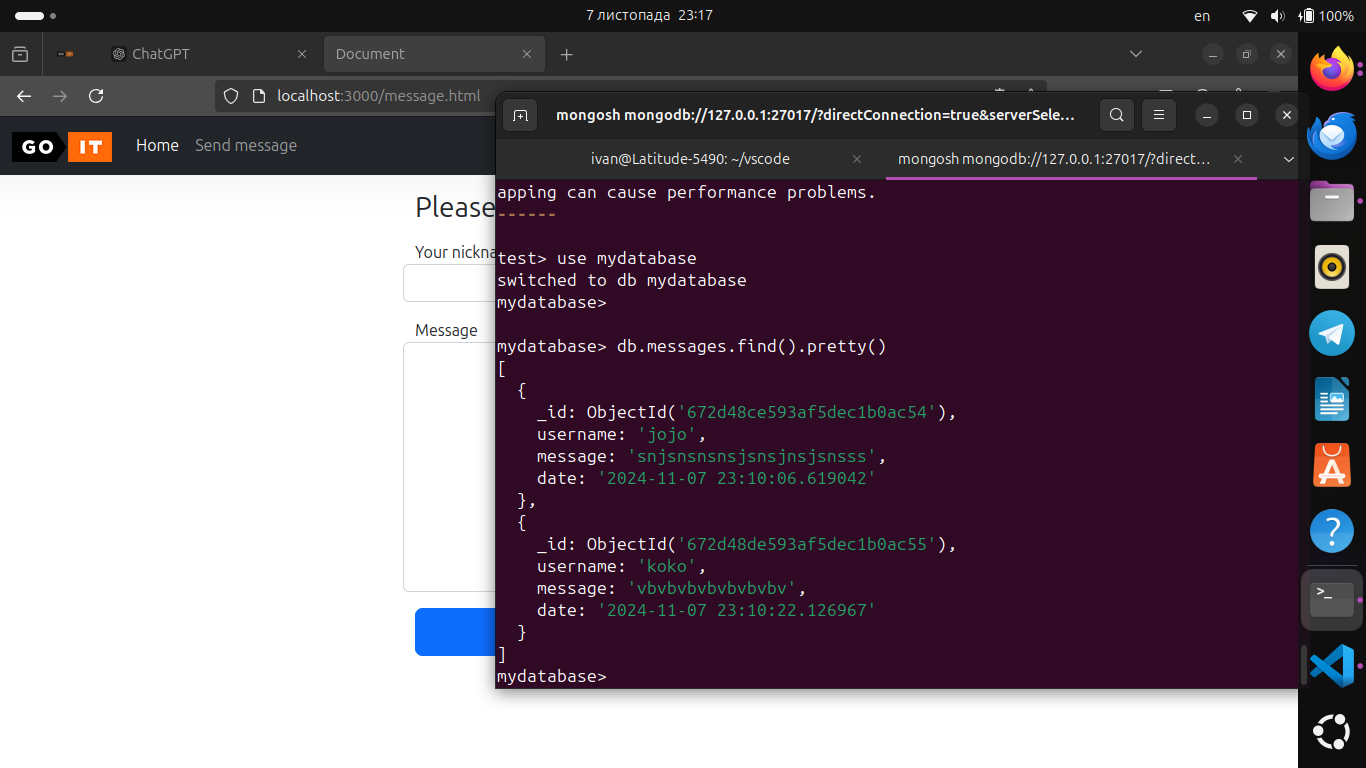 7 листопада 23:17
en
100%
ChatGPT
Document
localhost:3000/message.html
GO IT
Home
Send message
Please
Your nickna
Message
mongosh mongodb://127.0.0.1:27017/?directConnection=true&serverSele…
ivan@Latitude-5490: ~/vscode
mongosh mongodb://127.0.0.1:27017/?direct…
apping can cause performance problems.
------
test> use mydatabase
switched to db mydatabase
mydatabase>
mydatabase> db.messages.find().pretty()
[
{
_id: ObjectId('672d48ce593af5dec1b0ac54'),
username: 'jojo',
message: 'snjsnsnsnsjsnsjnsjsnsss',
date: '2024-11-07 23:10:06.619042'
},
{
_id: ObjectId('672d48de593af5dec1b0ac55'),
username: 'koko',
message: 'vbvbvbvbvbvbvbv',
date: '2024-11-07 23:10:22.126967'
}
]
mydatabase>